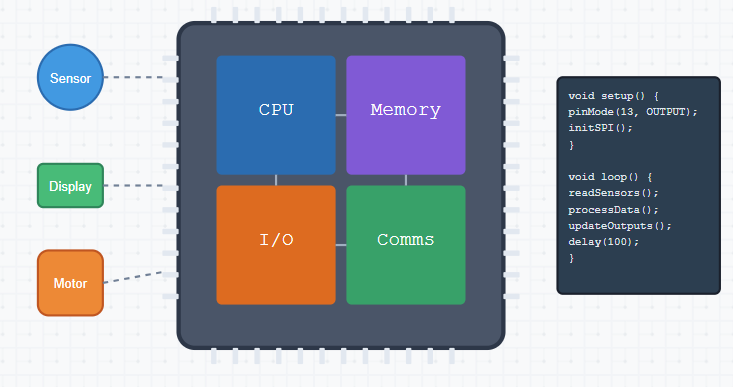 Sensor
Display
Motor
CPU
Memory
I/O
Comms
void setup() {
pinMode(13, OUTPUT);
initSPI();
}
void loop() {
readSensors();
processData();
updateOutputs();
delay(100);
}